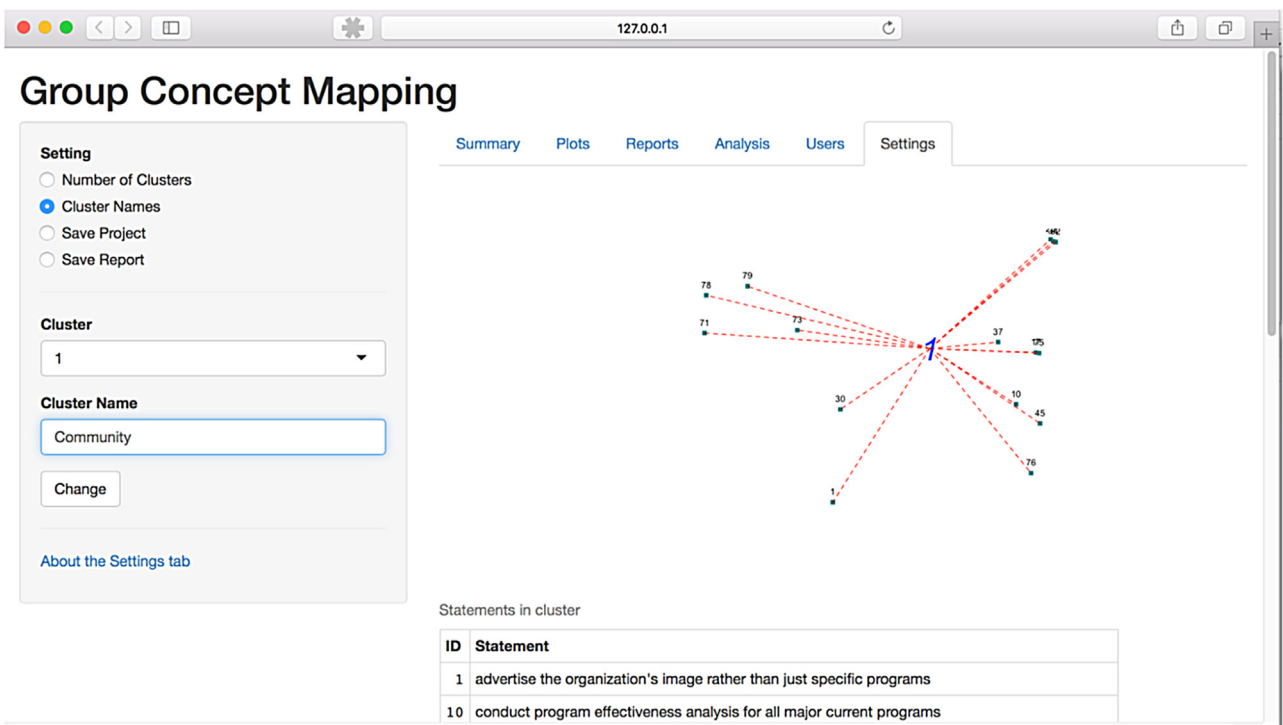 127.0.0.1
Group Concept Mapping
Setting
Number of Clusters
Cluster Names
Save Project
Save Report
Cluster
1
Cluster Name
Community
Change
About the Settings tab
Summary Plots Reports Analysis Users Settings
79
78
71
73
37
1
30
10
45
76
1
Statements in cluster
ID Statement
1 advertise the organization's image rather than just specific programs
10 conduct program effectiveness analysis for all major current programs